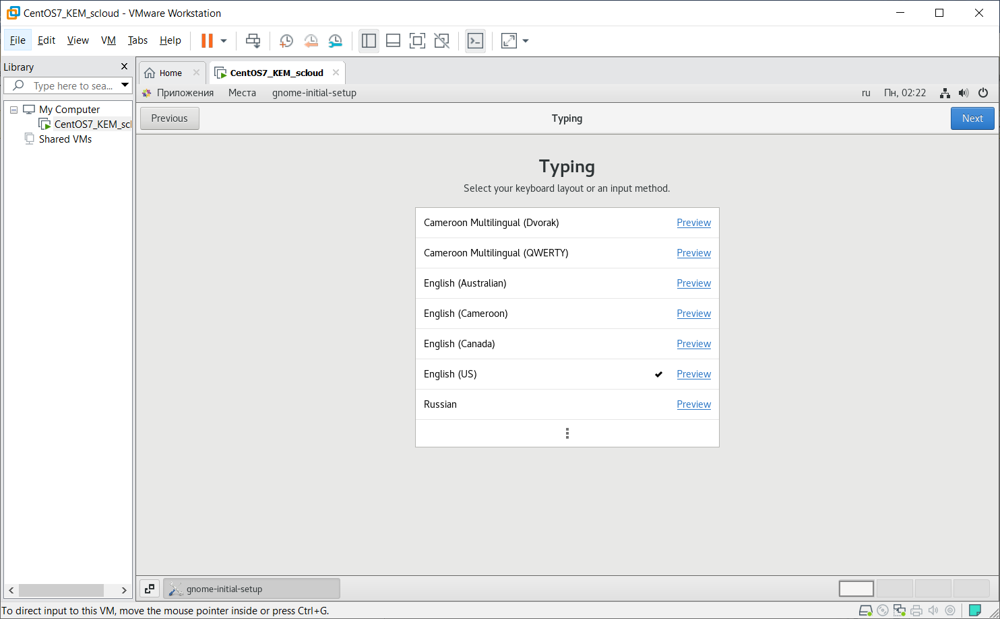 CentOS7_KEM_scloud - VMware Workstation
File Edit View VM Tabs Help
Library
Type here to sea...
My Computer
CentOS7_KEM_scl
Shared VMs
Home
CentOS7_KEM_scloud
Приложения Места gnome-initial-setup ru Пн, 02:22
Previous Typing Next
Typing
Select your keyboard layout or an input method.
Cameroon Multilingual (Dvorak) Preview
Cameroon Multilingual (QWERTY) Preview
English (Australian) Preview
English (Cameroon) Preview
English (Canada) Preview
English (US) Preview
Russian Preview
gnome-initial-setup
To direct input to this VM, move the mouse pointer inside or press Ctrl+G.